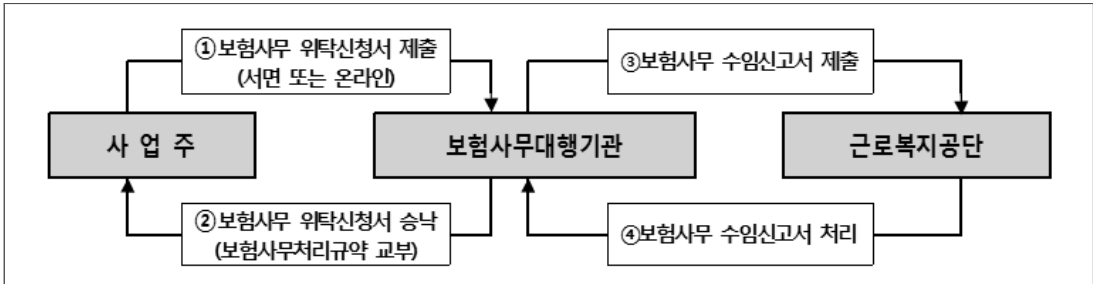 ①보험사무 위탁신청서 제출
(서면 또는 온라인)
③보험사무 수임신고서 제출
사 업 주
보험사무대행기관
근로복지공단
②보험사무 위탁신청서 승낙
(보험사무처리규약 교부)
④보험사무 수임신고서 처리